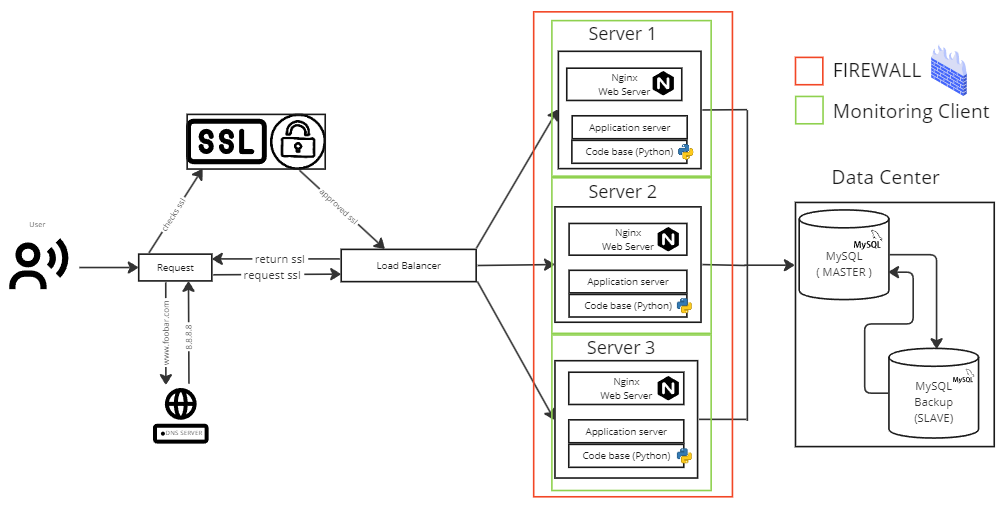 Server 1
Nginx
Web Server
Application server
Code base (Python)
FIREWALL
Monitoring Client
SSL
checks ssl
approved ssl
User
Request
return ssl
request ssl
Load Balancer
www.foobar.com
8.8.8.8
DNS SERVER
Server 2
Nginx
Web Server
Application server
Code base (Python)
Server 3
Nginx
Web Server
Application server
Code base (Python)
Data Center
MySQL
MySQL
( MASTER )
MySQL
MySQL
Backup
(SLAVE)